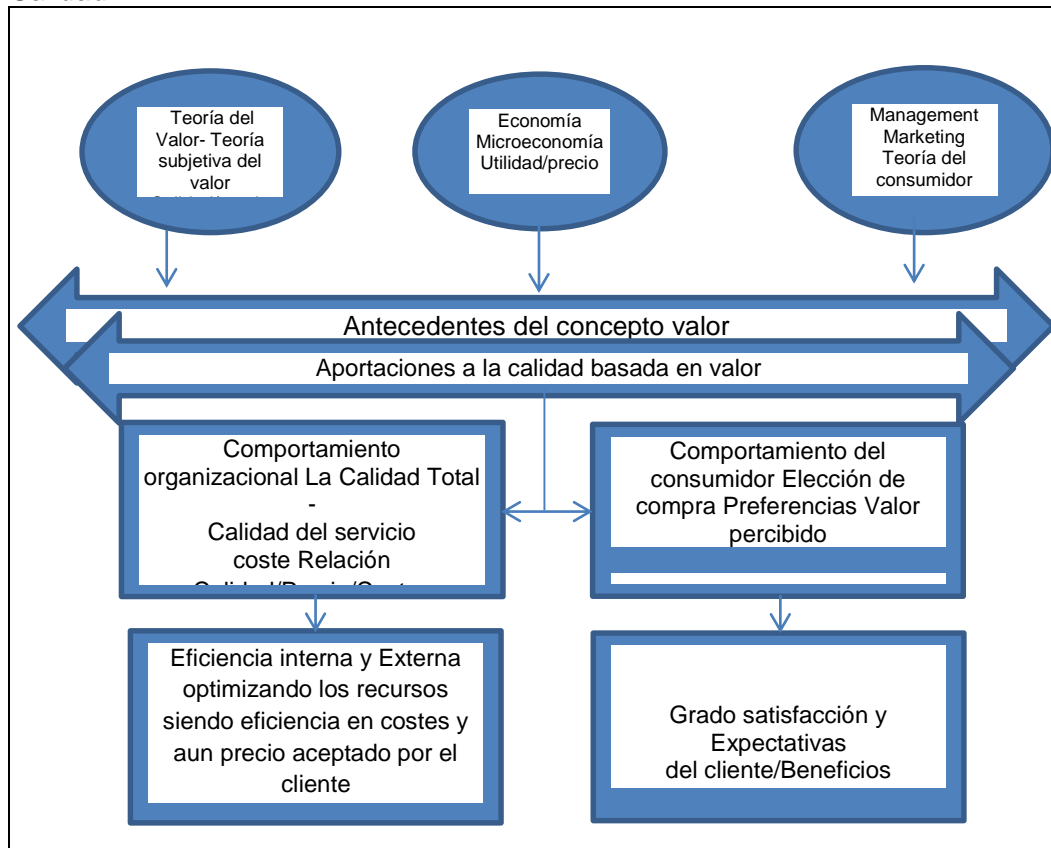 Teoría del
Valor- Teoría
subjetiva del
valor
Economía
Microeconomía
Utilidad/precio
Management
Marketing
Teoría del
consumidor
Antecedentes del concepto valor
Aportaciones a la calidad basada en valor
Comportamiento
organizacional La Calidad Total
-
Calidad del servicio
coste Relación
Comportamiento del
consumidor Elección de
compra Preferencias Valor
percibido
Eficiencia interna y Externa
optimizando los recursos
siendo eficiencia en costes y
aun precio aceptado por el
cliente
Grado satisfacción y
Expectativas
del cliente/Beneficios